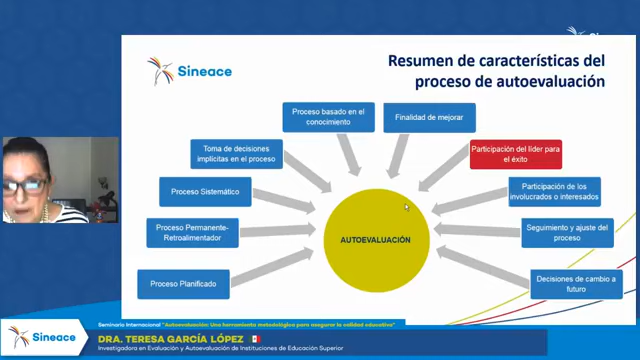 Sineace
Sineace
Resumen de características del
proceso de autoevaluación
Proceso basado en el
conocimiento
Finalidad de mejorar
Toma de decisiones
implícitas en el proceso
Participación del líder para
el éxito
Proceso Sistemático
Participación de los
involucrados o interesados
Proceso Permanente-
Retroalimentador
AUTOEVALUACIÓN
Seguimiento y ajuste del
proceso
Proceso Planificado
Decisiones de cambio a
futuro
Sineace
Seminario Internacional "Autoevaluación: Una herramienta metodológica para asegurar la calidad educativa"
DRA. TERESA GARCÍA LÓPEZ
Investigadora en Evaluación y Autoevaluación de Instituciones de Educación Superior